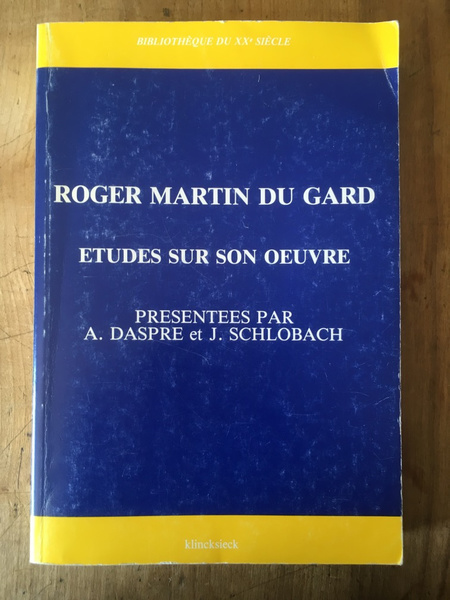 BIBLIOTHÈQUE DU XXᵉ SIÈCLE
ROGER MARTIN DU GARD
ETUDES SUR SON OEUVRE
PRESENTEES PAR
A. DASPRE et J. SCHLOBACH
klincksieck